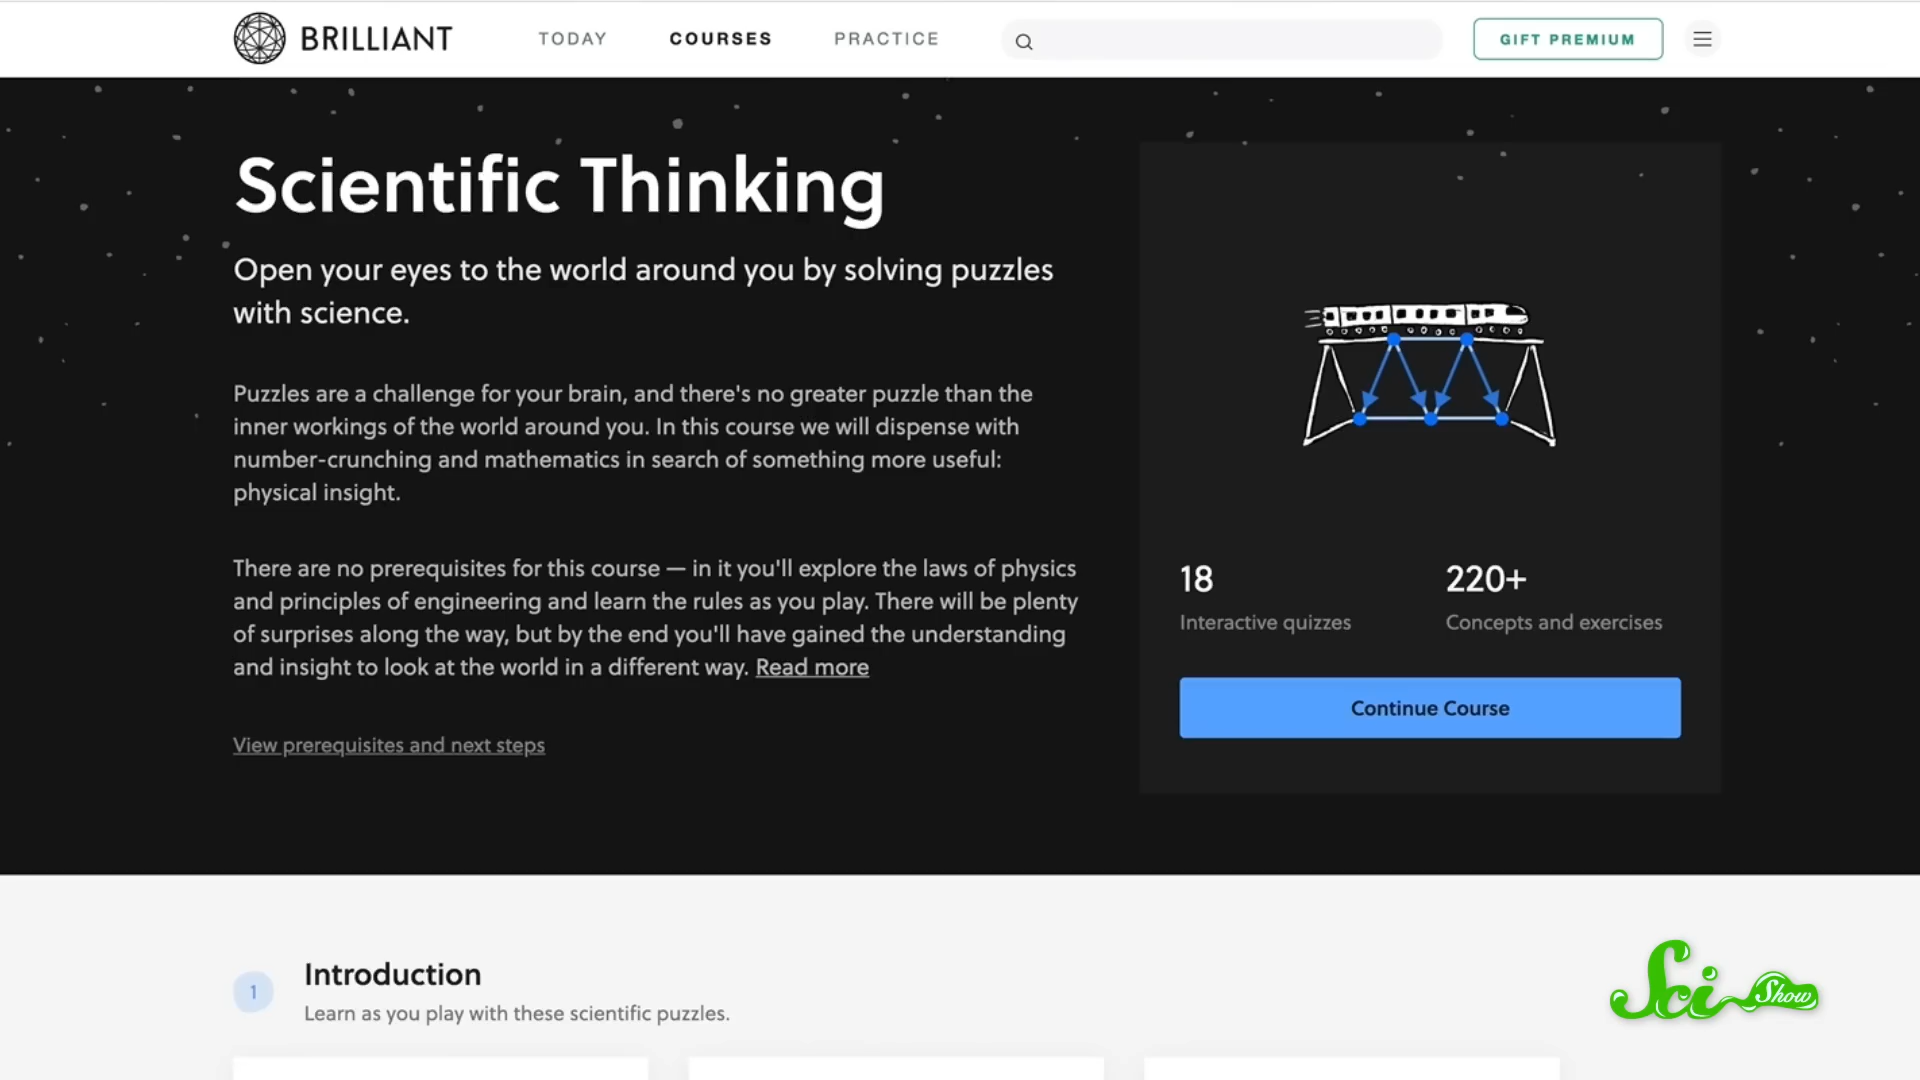 BRILLIANT
TODAY
COURSES
PRACTICE
GIFT PREMIUM
Scientific Thinking
Open your eyes to the world around you by solving puzzles
with science.
Puzzles are a challenge for your brain, and there's no greater puzzle than the
inner workings of the world around you. In this course we will dispense with
number-crunching and mathematics in search of something more useful:
physical insight.
There are no prerequisites for this course — in it you'll explore the laws of physics
and principles of engineering and learn the rules as you play. There will be plenty
of surprises along the way, but by the end you'll have gained the understanding
and insight to look at the world in a different way. Read more
View prerequisites and next steps
18
Interactive quizzes
220+
Concepts and exercises
Continue Course
1
Introduction
Learn as you play with these scientific puzzles.
Sci Show